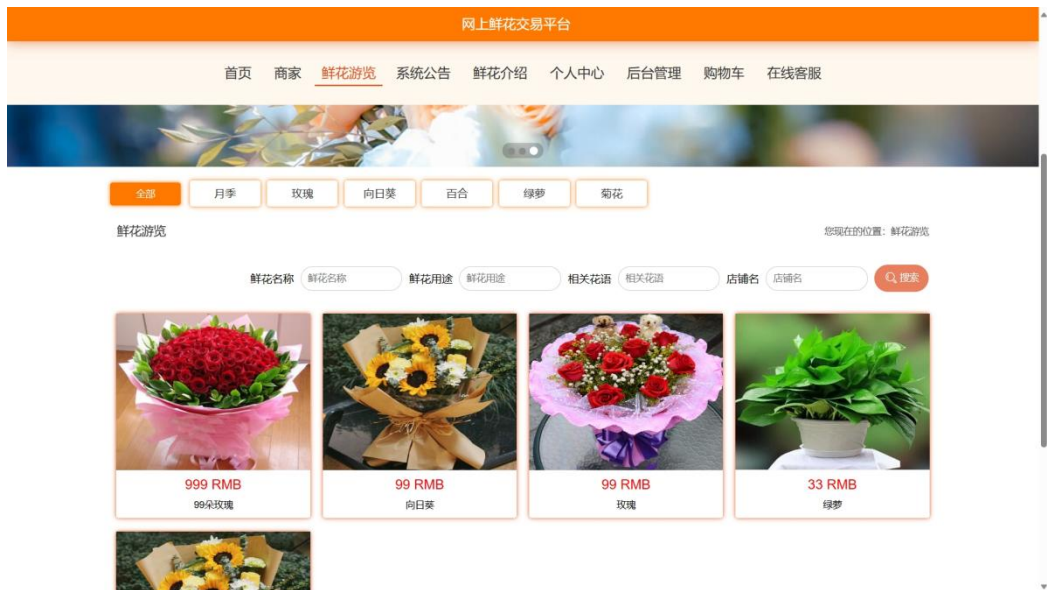 网上鲜花交易平台
首页 商家 鲜花游览 系统公告 鲜花介绍 个人中心 后台管理 购物车 在线客服
全部 月季 玫瑰 向日葵 百合 绿萝 菊花
鲜花游览 您现在的位置：鲜花游览
鲜花名称 鲜花名称 鲜花用途 鲜花用途 相关花语 相关花语 店铺名 店铺名 搜索
999 RMB 99 RMB 99 RMB 33 RMB
99朵玫瑰 向日葵 玫瑰 绿萝